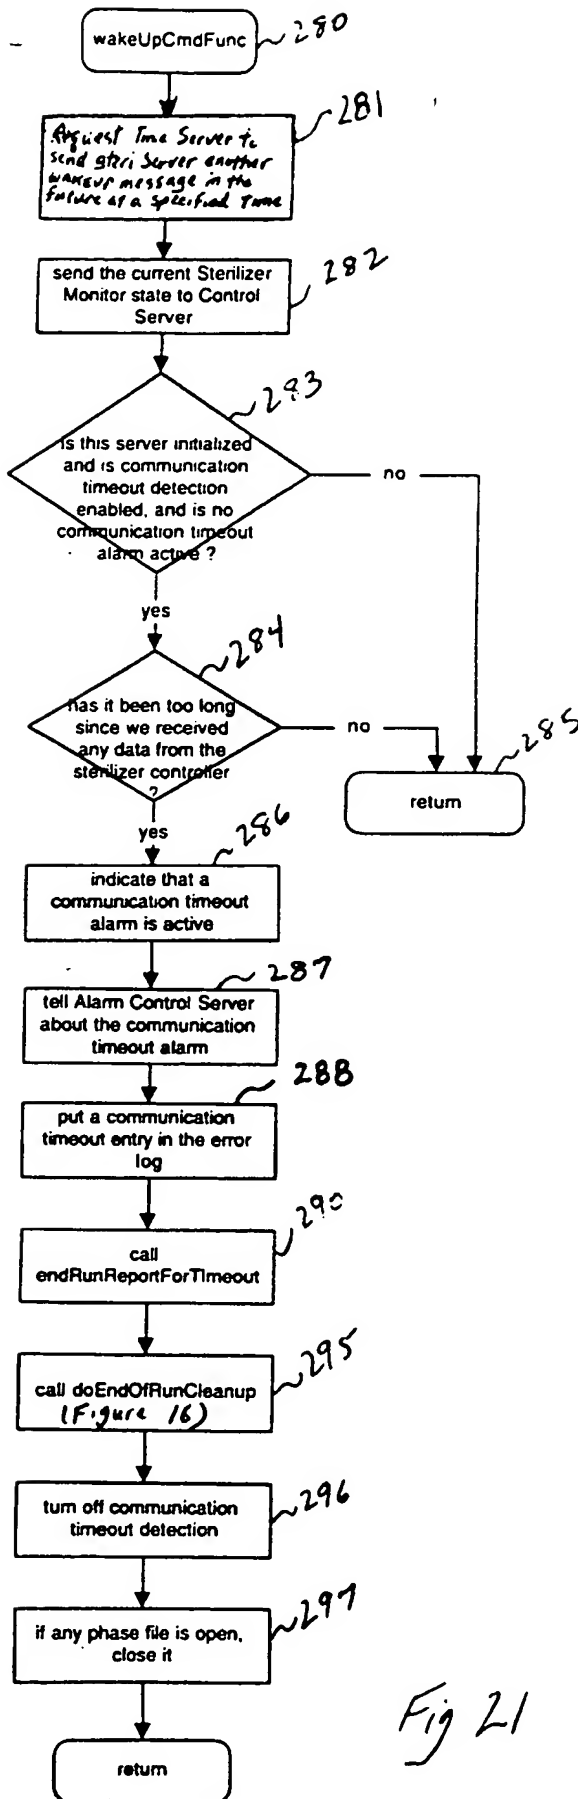 wakeUpCmdFunc
280
281
Request Time Server to
send steri Server another
wakeup message in the
future at a specified time
282
send the current Sterilizer
Monitor state to Control
Server
293
is this server initialized
and is communication
timeout detection
enabled, and is no
communication timeout
alarm active ?
no
yes
284
has it been too long
since we received
any data from the
sterilizer controller
?
no
285
return
yes
286
indicate that a
communication timeout
alarm is active
287
tell Alarm Control Server
about the communication
timeout alarm
288
put a communication
timeout entry in the error
log
290
call
endRunReportForTimeout
295
call doEndOfRunCleanup
(Figure 16)
296
turn off communication
timeout detection
297
if any phase file is open,
close it
return
Fig 21